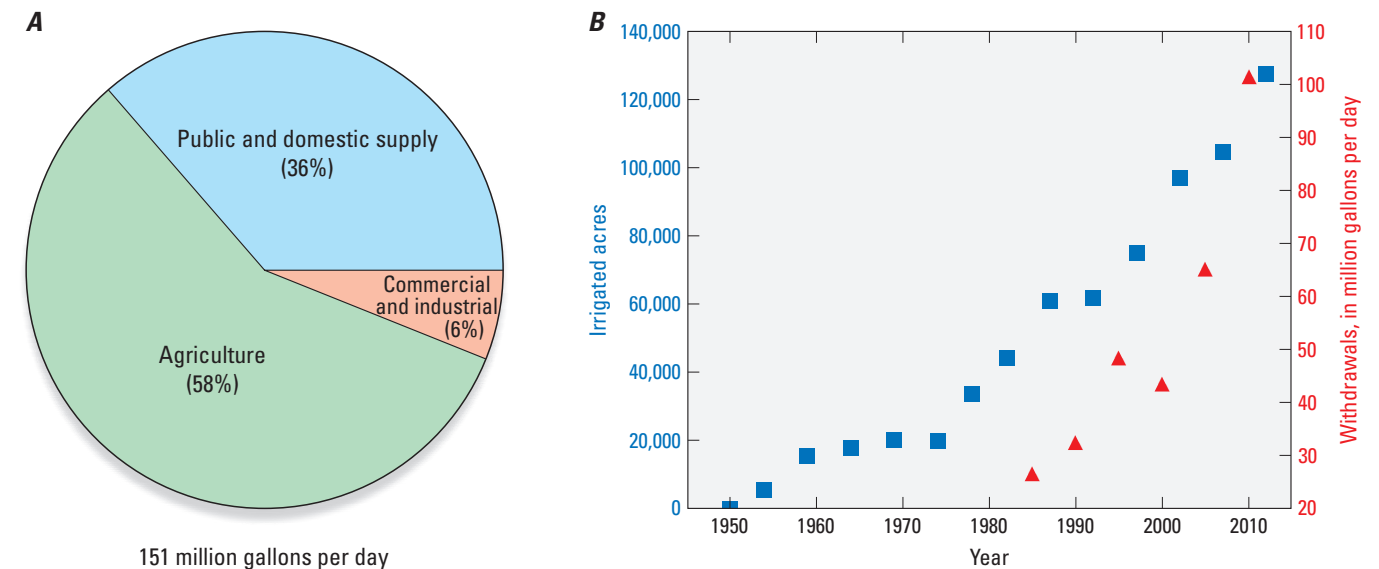 A
Public and domestic supply
(36%)
Commercial
and industrial
(6%)
Agriculture
(58%)
151 million gallons per day
B
Irrigated acres
140,000
120,000
100,000
80,000
60,000
40,000
20,000
0
1950 1960 1970 1980 1990 2000 2010
Year
110
100
90
80
70
60
50
40
30
20
Withdrawals, in million gallons per day